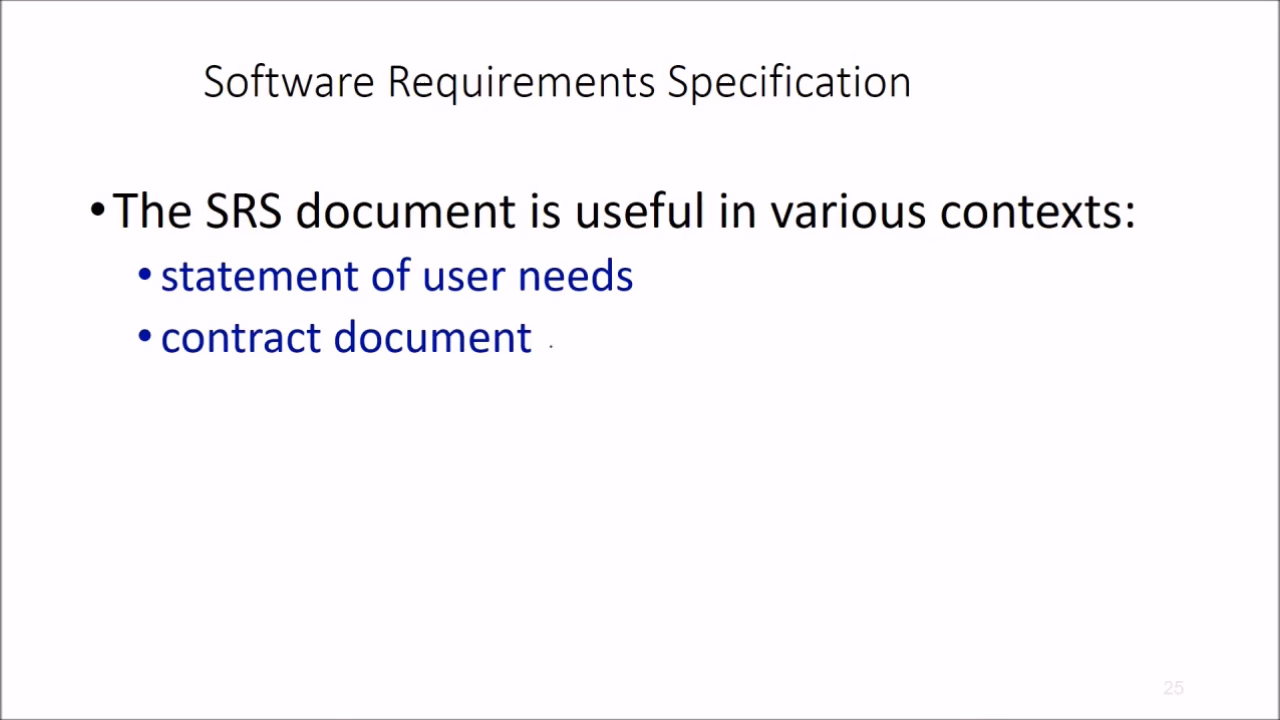 Software Requirements Specification
•The SRS document is useful in various contexts:
•statement of user needs
•contract document
25